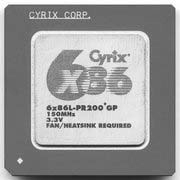 CYRIX CORP.
Cyrix
6x86
6x86L-PR200+GP
150MHz
3.3V
FAN/HEATSINK REQUIRED